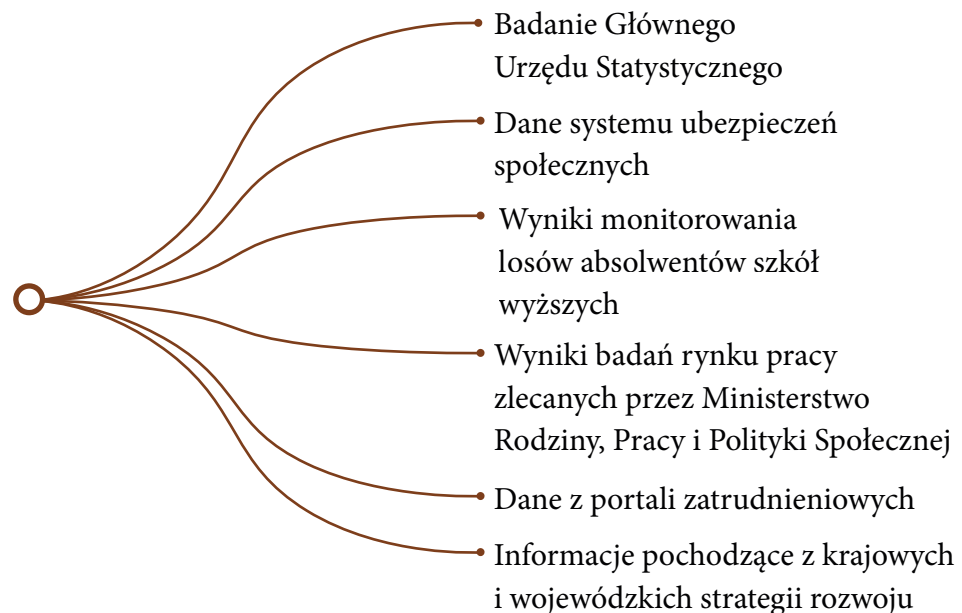 Badanie Głównego
Urzędu Statystycznego
Dane systemu ubezpieczeń
społecznych
Wyniki monitorowania
losów absolwentów szkół
wyższych
Wyniki badań rynku pracy
zlecanych przez Ministerstwo
Rodziny, Pracy i Polityki Społecznej
Dane z portali zatrudnieniowych
Informacje pochodzące z krajowych
i wojewódzkich strategii rozwoju